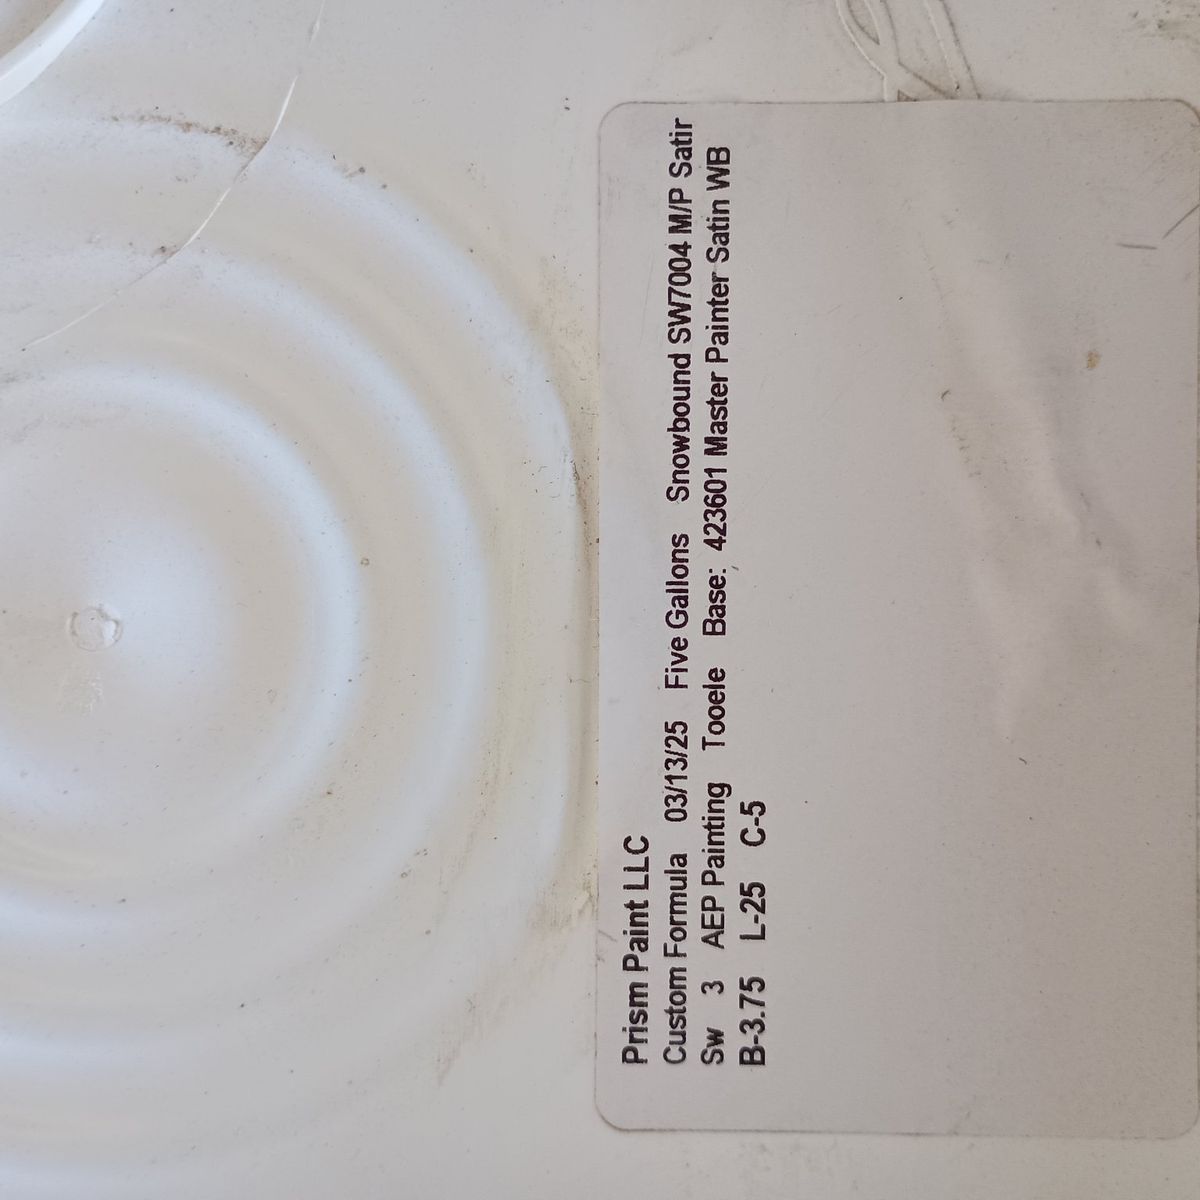 Prism Paint LLC
Custom Formula 03/13/25 Five Gallons Snowbound SW7004 M/P Satir
Sw 3 AEP Painting Tooele Base: 423601 Master Painter Satin WB
B-3.75 L-25 C-5